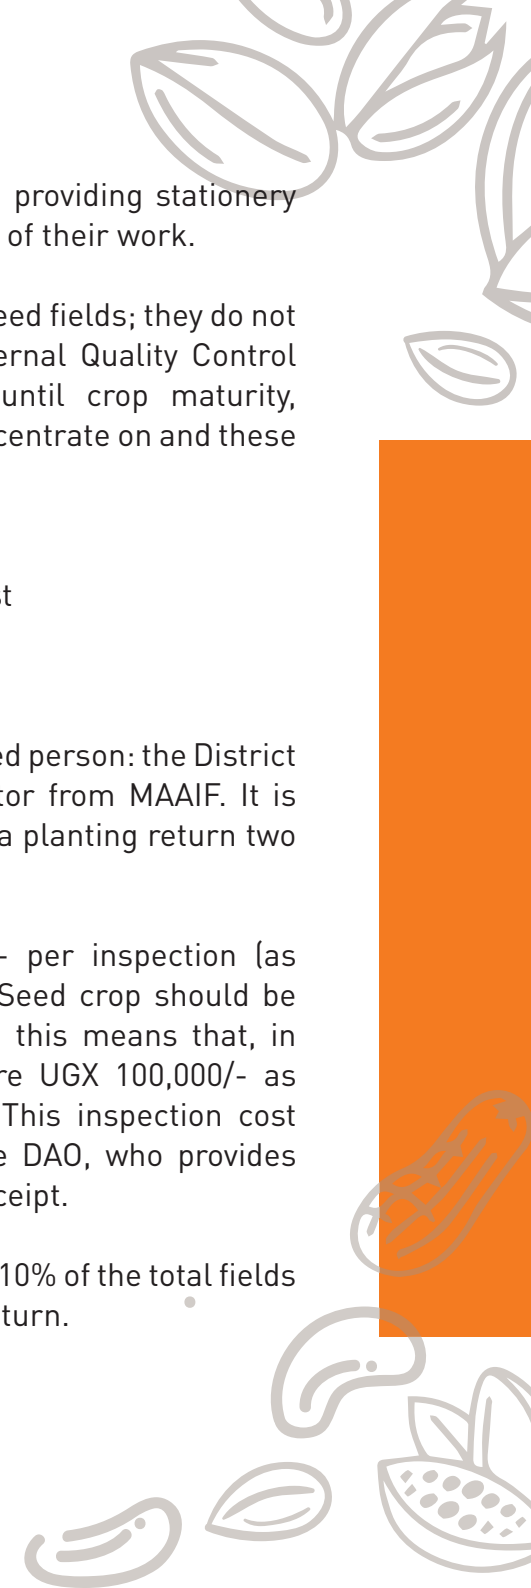 providing stationery
of their work.
eed fields; they do not
ernal Quality Control
until crop maturity,
centrate on and these
st
ed person: the District
tor from MAAIF. It is
a planting return two
- per inspection (as
Seed crop should be
this means that, in
re UGX 100,000/- as
This inspection cost
e DAO, who provides
ceipt.
10% of the total fields
turn.